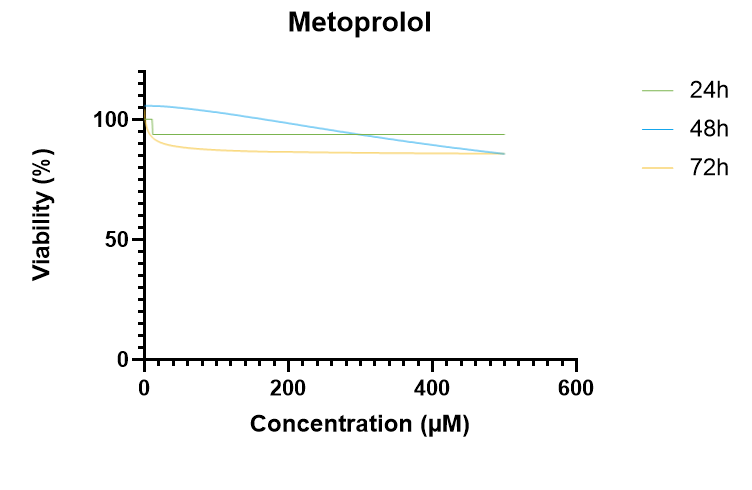 Metoprolol
24h
48h
72h
Viability (%)
100
50
0
0 200 400 600
Concentration (µM)